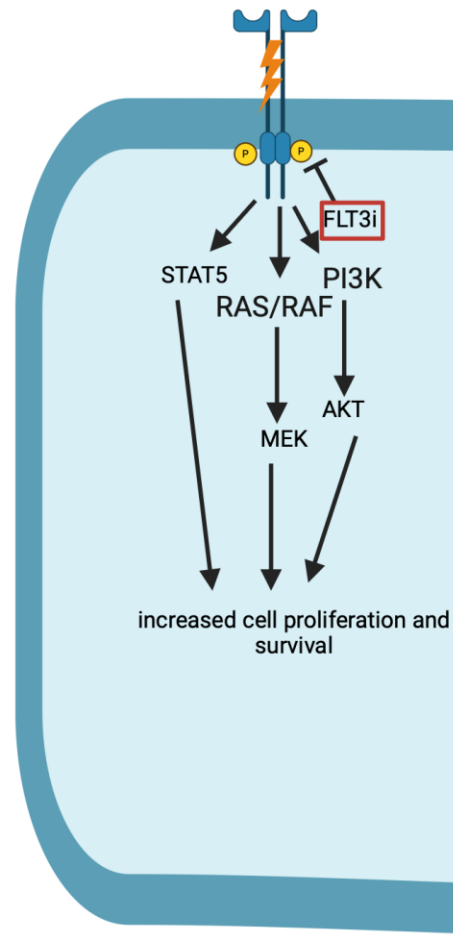 P
P
FLT3i
STAT5
PI3K
RAS/RAF
AKT
MEK
increased cell proliferation and
survival